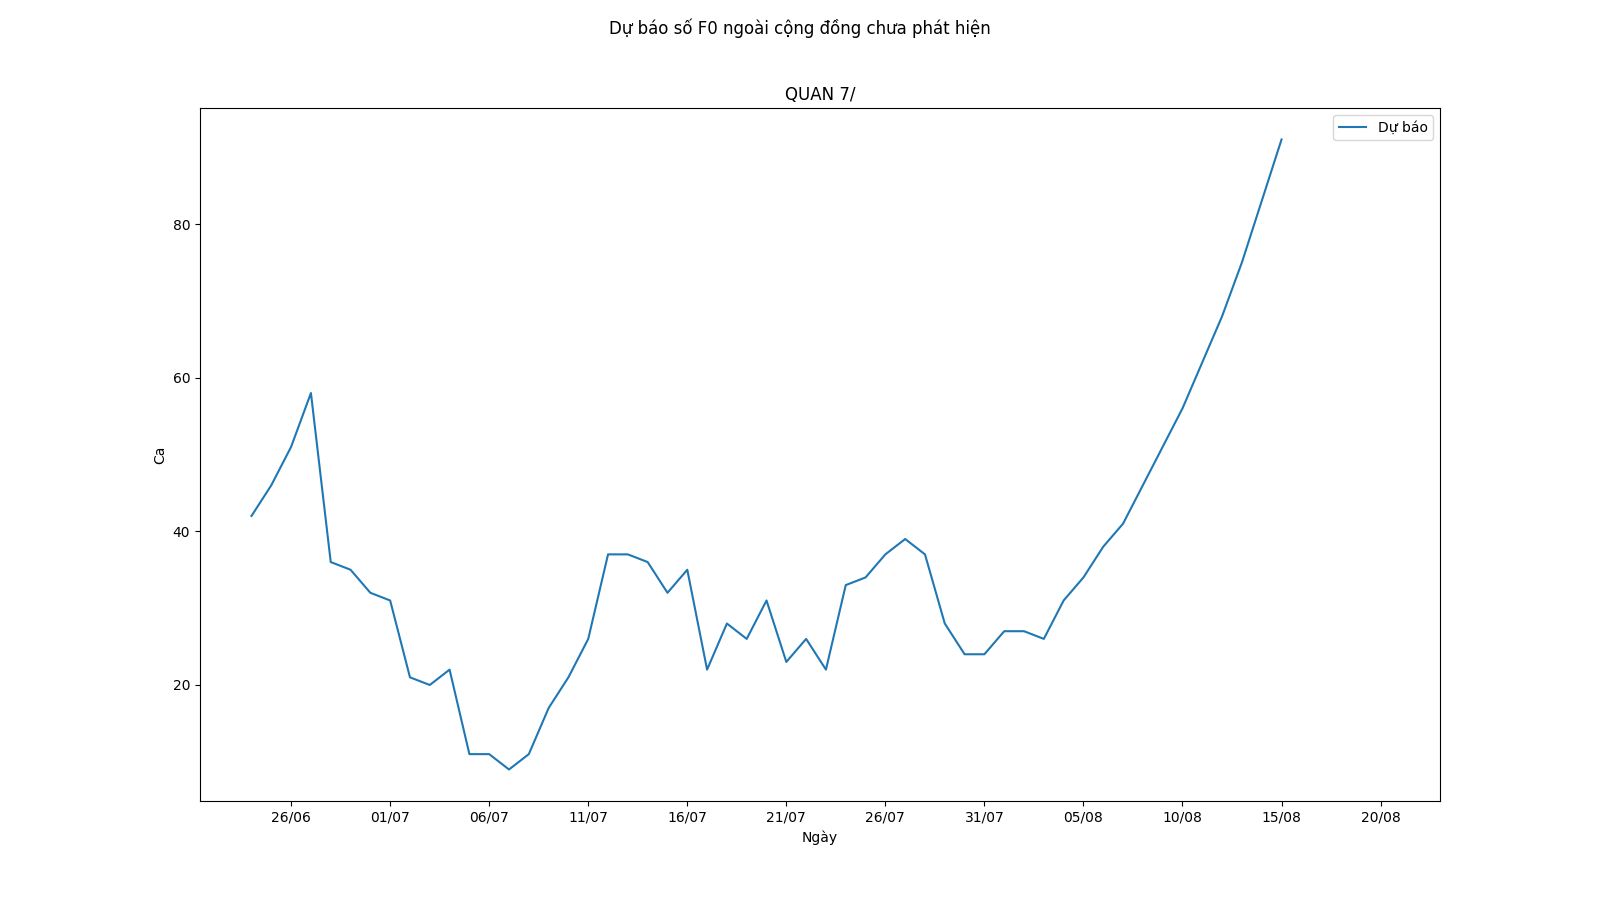 Dự báo số F0 ngoài cộng đồng chưa phát hiện
QUAN 7/
Dự báo
80
60
40
20
Ca
26/06 01/07 06/07 11/07 16/07 21/07 26/07 31/07 05/08 10/08 15/08 20/08
Ngày